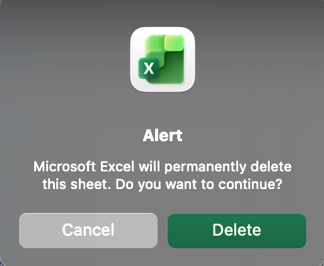 X
Alert
Microsoft Excel will permanently delete
this sheet. Do you want to continue?
Cancel
Delete